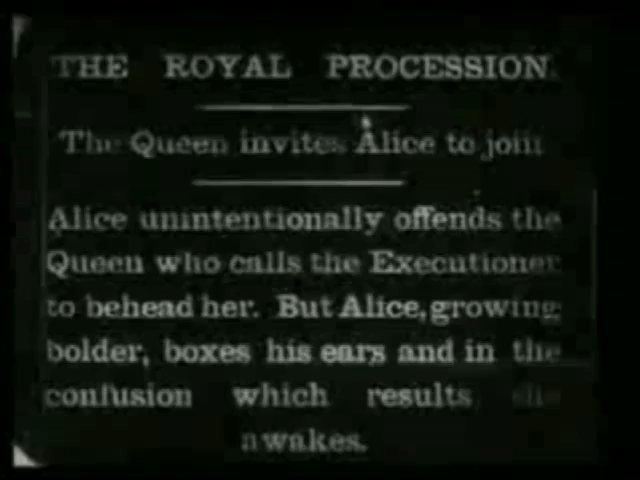 THE ROYAL PROCESSION.
The Queen invites Alice to join
Alice unintentionally offends the
Queen who calls the Executioner
to behead her. But Alice, growing
bolder, boxes his ears and in the
confusion which results she
awakes.